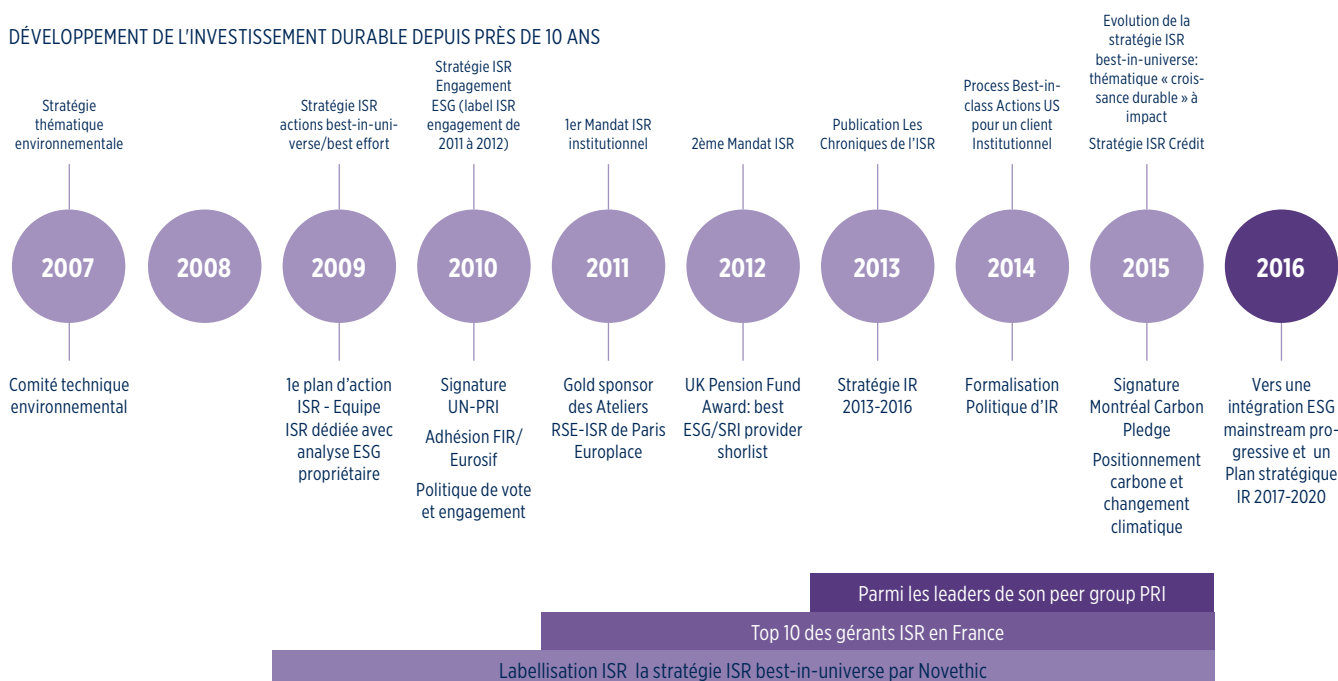 DÉVELOPPEMENT DE L'INVESTISSEMENT DURABLE DEPUIS PRÈS DE 10 ANS
Stratégie
thématique
environnementale
Stratégie ISR
actions best-in-uni-
verse/best effort
Stratégie ISR
Engagement
ESG (label ISR
engagement de
2011 à 2012)
1er Mandat ISR
institutionnel
2ème Mandat ISR
Publication Les
Chroniques de l'ISR
Process Best-in-
class Actions US
pour un client
Institutionnel
Evolution de la
stratégie ISR
best-in-universe:
thématique « crois-
sance durable » à
impact
Stratégie ISR Crédit
2007
2008
2009
2010
2011
2012
2013
2014
2015
2016
Comité technique
environnemental
1e plan d'action
ISR - Equipe
ISR dédiée avec
analyse ESG
propriétaire
Signature
UN-PRI
Adhésion FIR/
Eurosif
Politique de vote
et engagement
Gold sponsor
des Ateliers
RSE-ISR de Paris
Europlace
UK Pension Fund
Award: best
ESG/SRI provider
shorlist
Stratégie IR
2013-2016
Formalisation
Politique d'IR
Signature
Montréal Carbon
Pledge
Positionnement
carbone et
changement
climatique
Vers une
intégration ESG
mainstream pro-
gressive et un
Plan stratégique
IR 2017-2020
Parmi les leaders de son peer group PRI
Top 10 des gérants ISR en France
Labellisation ISR la stratégie ISR best-in-universe par Novethic